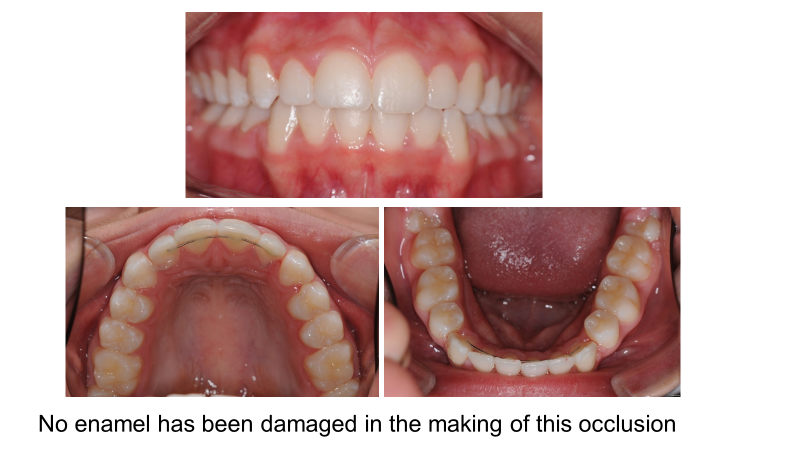 No enamel has been damaged in the making of this occlusion